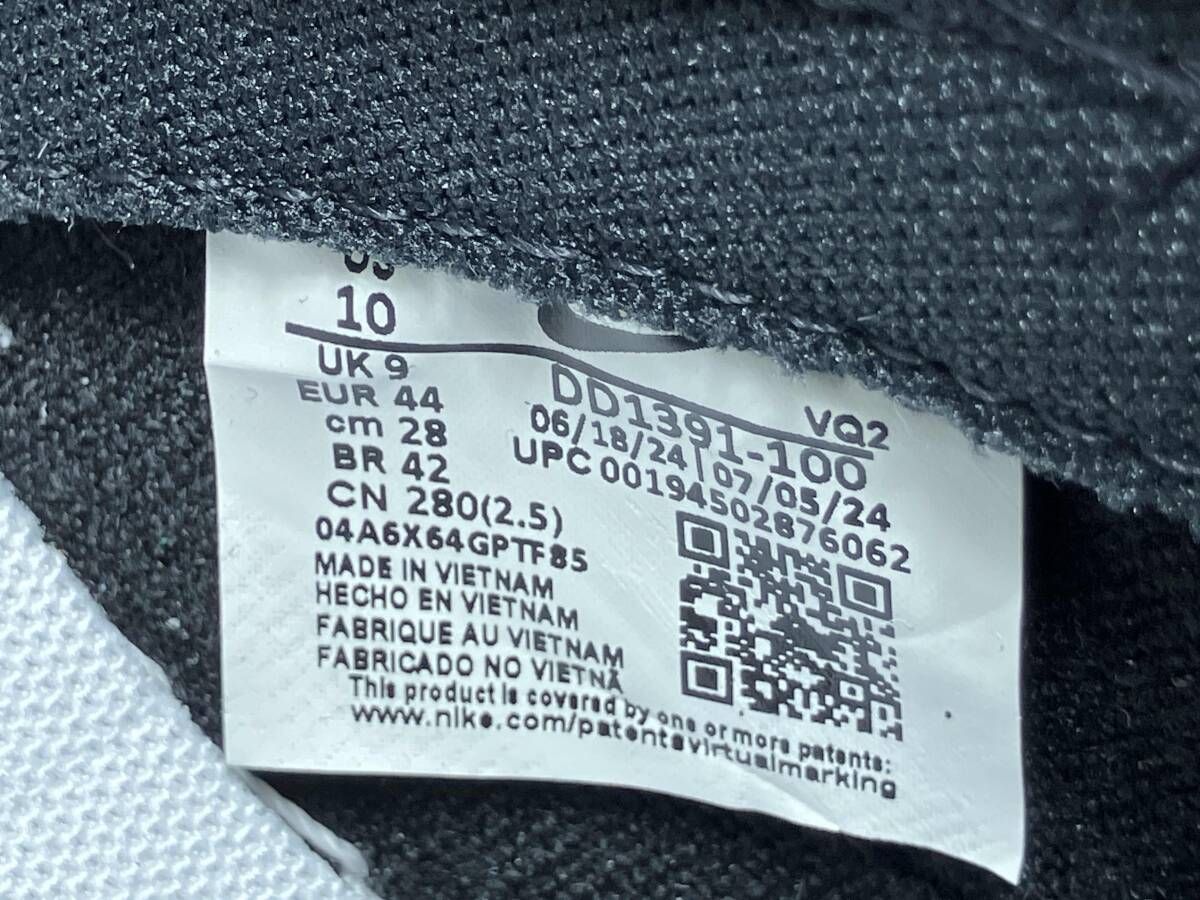 US
10
UK 9
EUR 44
cm 28
BR 42
CN 280(2.5)
04A6X64GPTF85
MADE IN VIETNAM
HECHO EN VIETNAM
FABRIQUE AU VIETNAM
FABRICADO NO VIETNÃ
VQ2
DD1391-100
06/18/24 | 07/05/24
UPC 00194502876062
This product is covered by one or more patents:
www.nike.com/patentsvirtualmarking